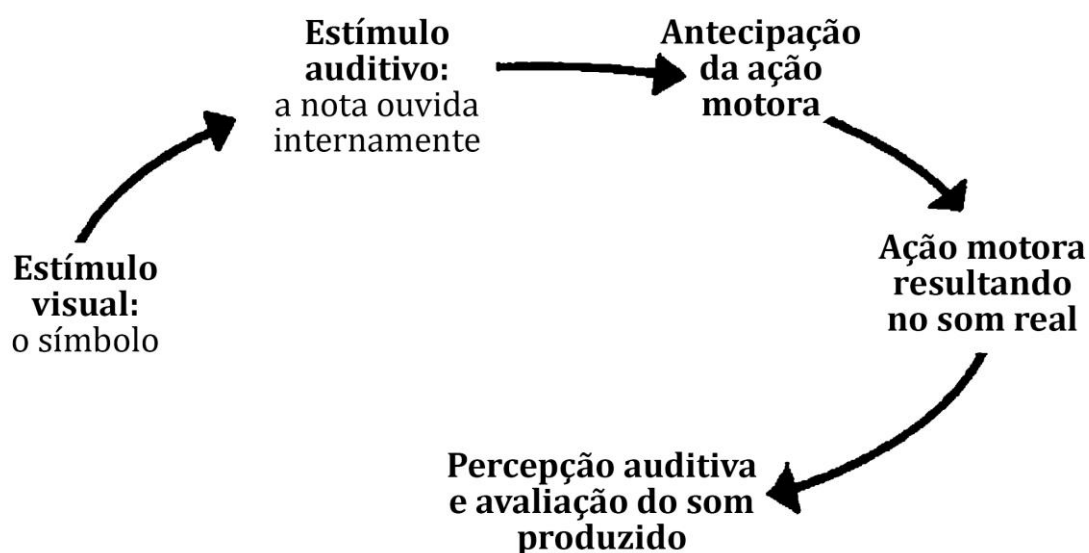 Estímulo
visual:
o símbolo
Estímulo
auditivo:
a nota ouvida
internamente
Antecipação
da ação
motora
Ação motora
resultando
no som real
Percepção auditiva
e avaliação do som
produzido